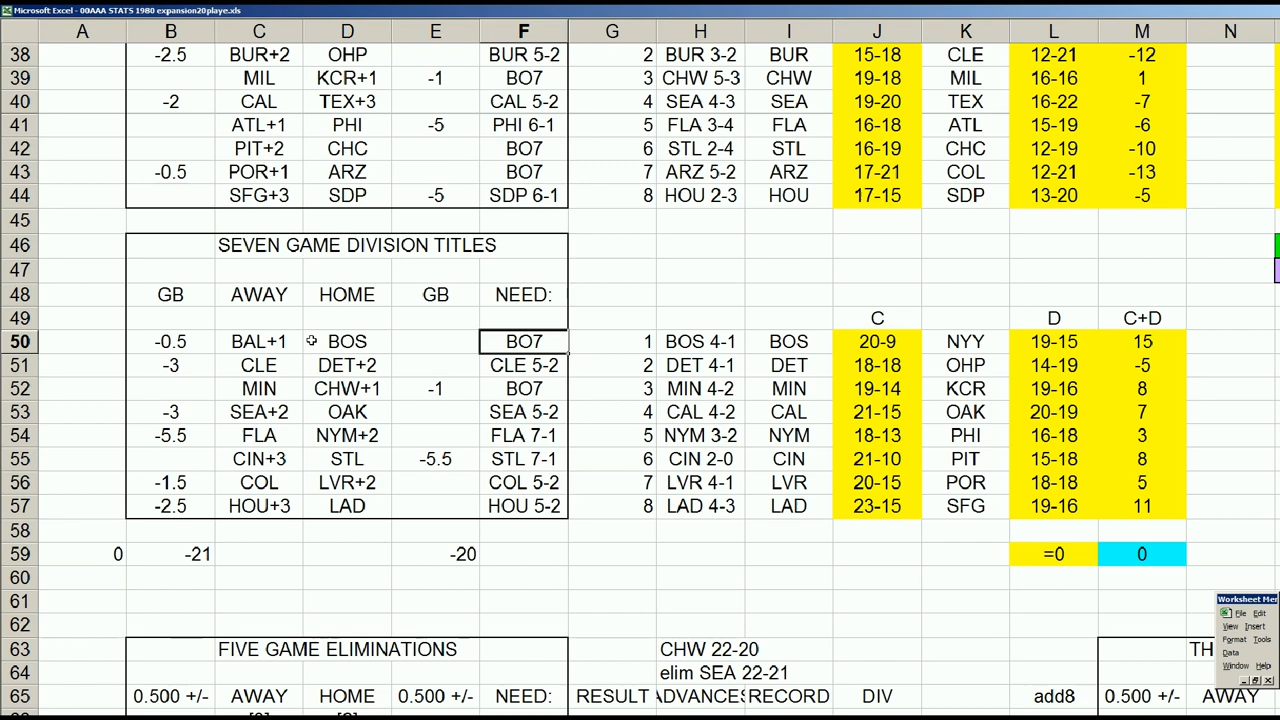 Microsoft Excel - 00AAA STATS 1980 expansion20playe.xls
A B C D E F G H I J K L M N
38 -2.5 BUR+2 OHP BUR 5-2 2 BUR 3-2 BUR 15-18 CLE 12-21 -12
39 MIL KCR+1 -1 BO7 3 CHW 5-3 CHW 19-18 MIL 16-16 1
40 -2 CAL TEX+3 CAL 5-2 4 SEA 4-3 SEA 19-20 TEX 16-22 -7
41 ATL+1 PHI -5 PHI 6-1 5 FLA 3-4 FLA 16-18 ATL 15-19 -6
42 PIT+2 CHC BO7 6 STL 2-4 STL 16-19 CHC 12-19 -10
43 -0.5 POR+1 ARZ BO7 7 ARZ 5-2 ARZ 17-21 COL 12-21 -13
44 SFG+3 SDP -5 SDP 6-1 8 HOU 2-3 HOU 17-15 SDP 13-20 -5
45
46 SEVEN GAME DIVISION TITLES
47
48 GB AWAY HOME GB NEED:
49 C D C+D
50 -0.5 BAL+1 BOS BO7 1 BOS 4-1 BOS 20-9 NYY 19-15 15
51 -3 CLE DET+2 CLE 5-2 2 DET 4-1 DET 18-18 OHP 14-19 -5
52 MIN CHW+1 -1 BO7 3 MIN 4-2 MIN 19-14 KCR 19-16 8
53 -3 SEA+2 OAK SEA 5-2 4 CAL 4-2 CAL 21-15 OAK 20-19 7
54 -5.5 FLA NYM+2 FLA 7-1 5 NYM 3-2 NYM 18-13 PHI 16-18 3
55 CIN+3 STL -5.5 STL 7-1 6 CIN 2-0 CIN 21-10 PIT 15-18 8
56 -1.5 COL LVR+2 COL 5-2 7 LVR 4-1 LVR 20-15 POR 18-18 5
57 -2.5 HOU+3 LAD HOU 5-2 8 LAD 4-3 LAD 23-15 SFG 19-16 11
58
59 0 -21 -20 =0 0
60
61
62
Worksheet Men
File Edit
View Insert
Format Tools
Data
Window Help
63 FIVE GAME ELIMINATIONS CHW 22-20 TH
64 elim SEA 22-21
65 0.500 +/- AWAY HOME 0.500 +/- NEED: RESULT ADVANCES RECORD DIV add8 0.500 +/- AWAY